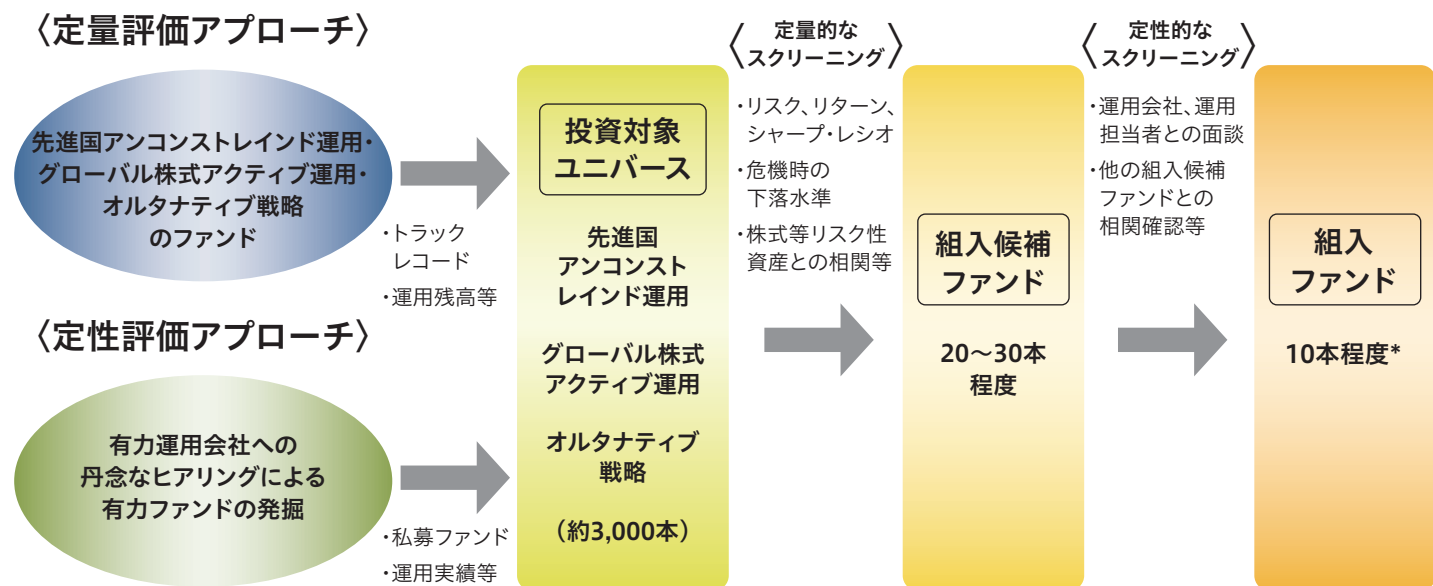 〈定量評価アプローチ〉
先進国アンコンストレインド運用・
グローバル株式アクティブ運用・
オルタナティブ戦略
のファンド
・トラック
レコード
・運用残高等
〈定性評価アプローチ〉
有力運用会社への
丹念なヒアリングによる
有力ファンドの発掘
・私募ファンド
・運用実績等
投資対象
ユニバース
先進国
アンコンスト
レインド運用
グローバル株式
アクティブ運用
オルタナティブ
戦略
（約3,000本）
〈定量的な
スクリーニング〉
・リスク、リターン、
シャープ・レシオ
・危機時の
下落水準
・株式等リスク性
資産との相関等
組入候補
ファンド
20～30本
程度
〈定性的な
スクリーニング〉
・運用会社、運用
担当者との面談
・他の組入候補
ファンドとの
相関確認等
組入
ファンド
10本程度*